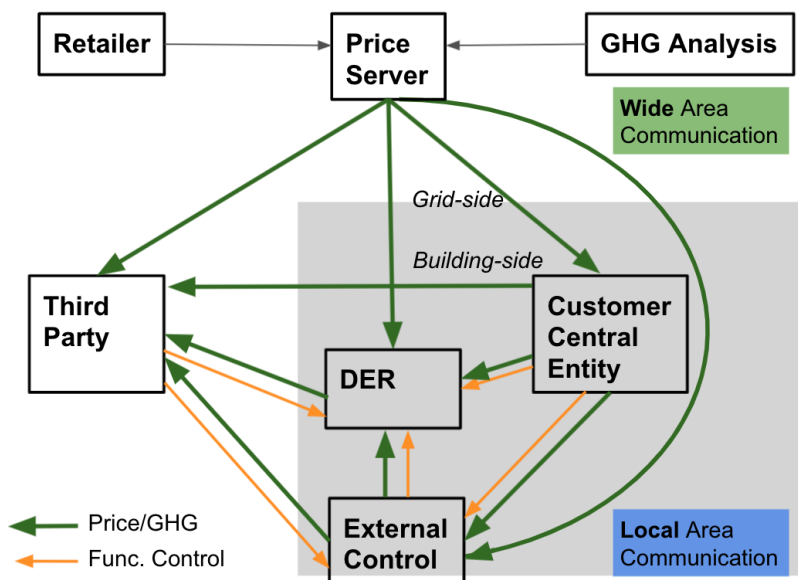 Retailer
Price
Server
GHG Analysis
Wide Area
Communication
Grid-side
Building-side
Third
Party
Customer
Central
Entity
DER
External
Control
Price/GHG
Func. Control
Local Area
Communication